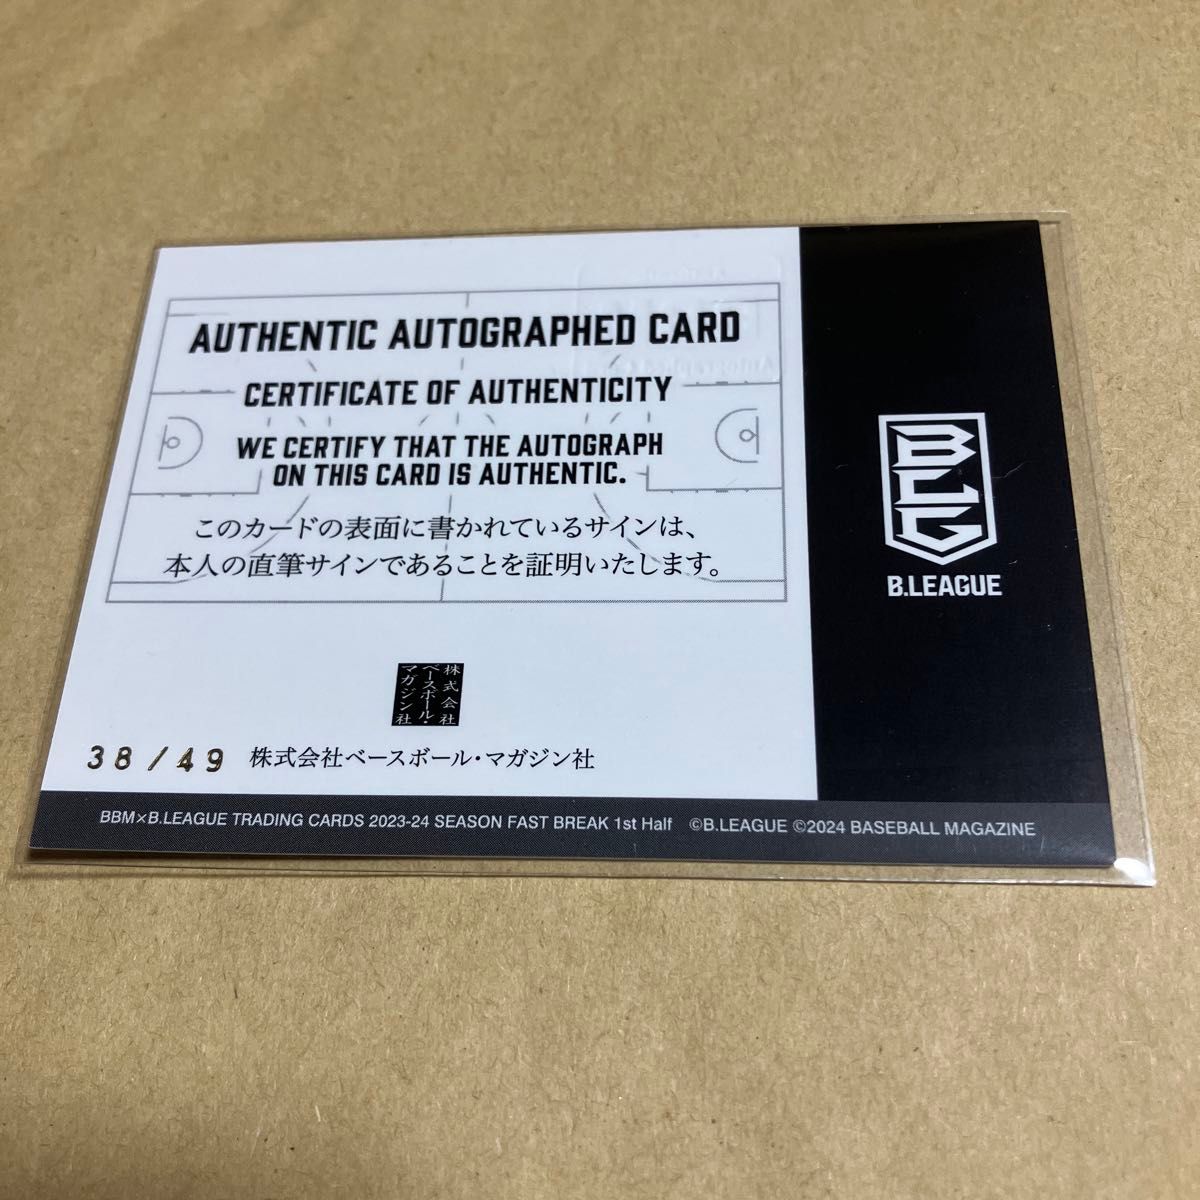 AUTHENTIC AUTOGRAPHED CARD
CERTIFICATE OF AUTHENTICITY
WE CERTIFY THAT THE AUTOGRAPH
ON THIS CARD IS AUTHENTIC.
このカードの表面に書かれているサインは、
本人の直筆サインであることを証明いたします。
株式会社
ベースボール・
マガジン社
38/49 株式会社ベースボール・マガジン社
BBM×B.LEAGUE TRADING CARDS 2023-24 SEASON FAST BREAK 1st Half ©B.LEAGUE ©2024 BASEBALL MAGAZINE
B.LEAGUE